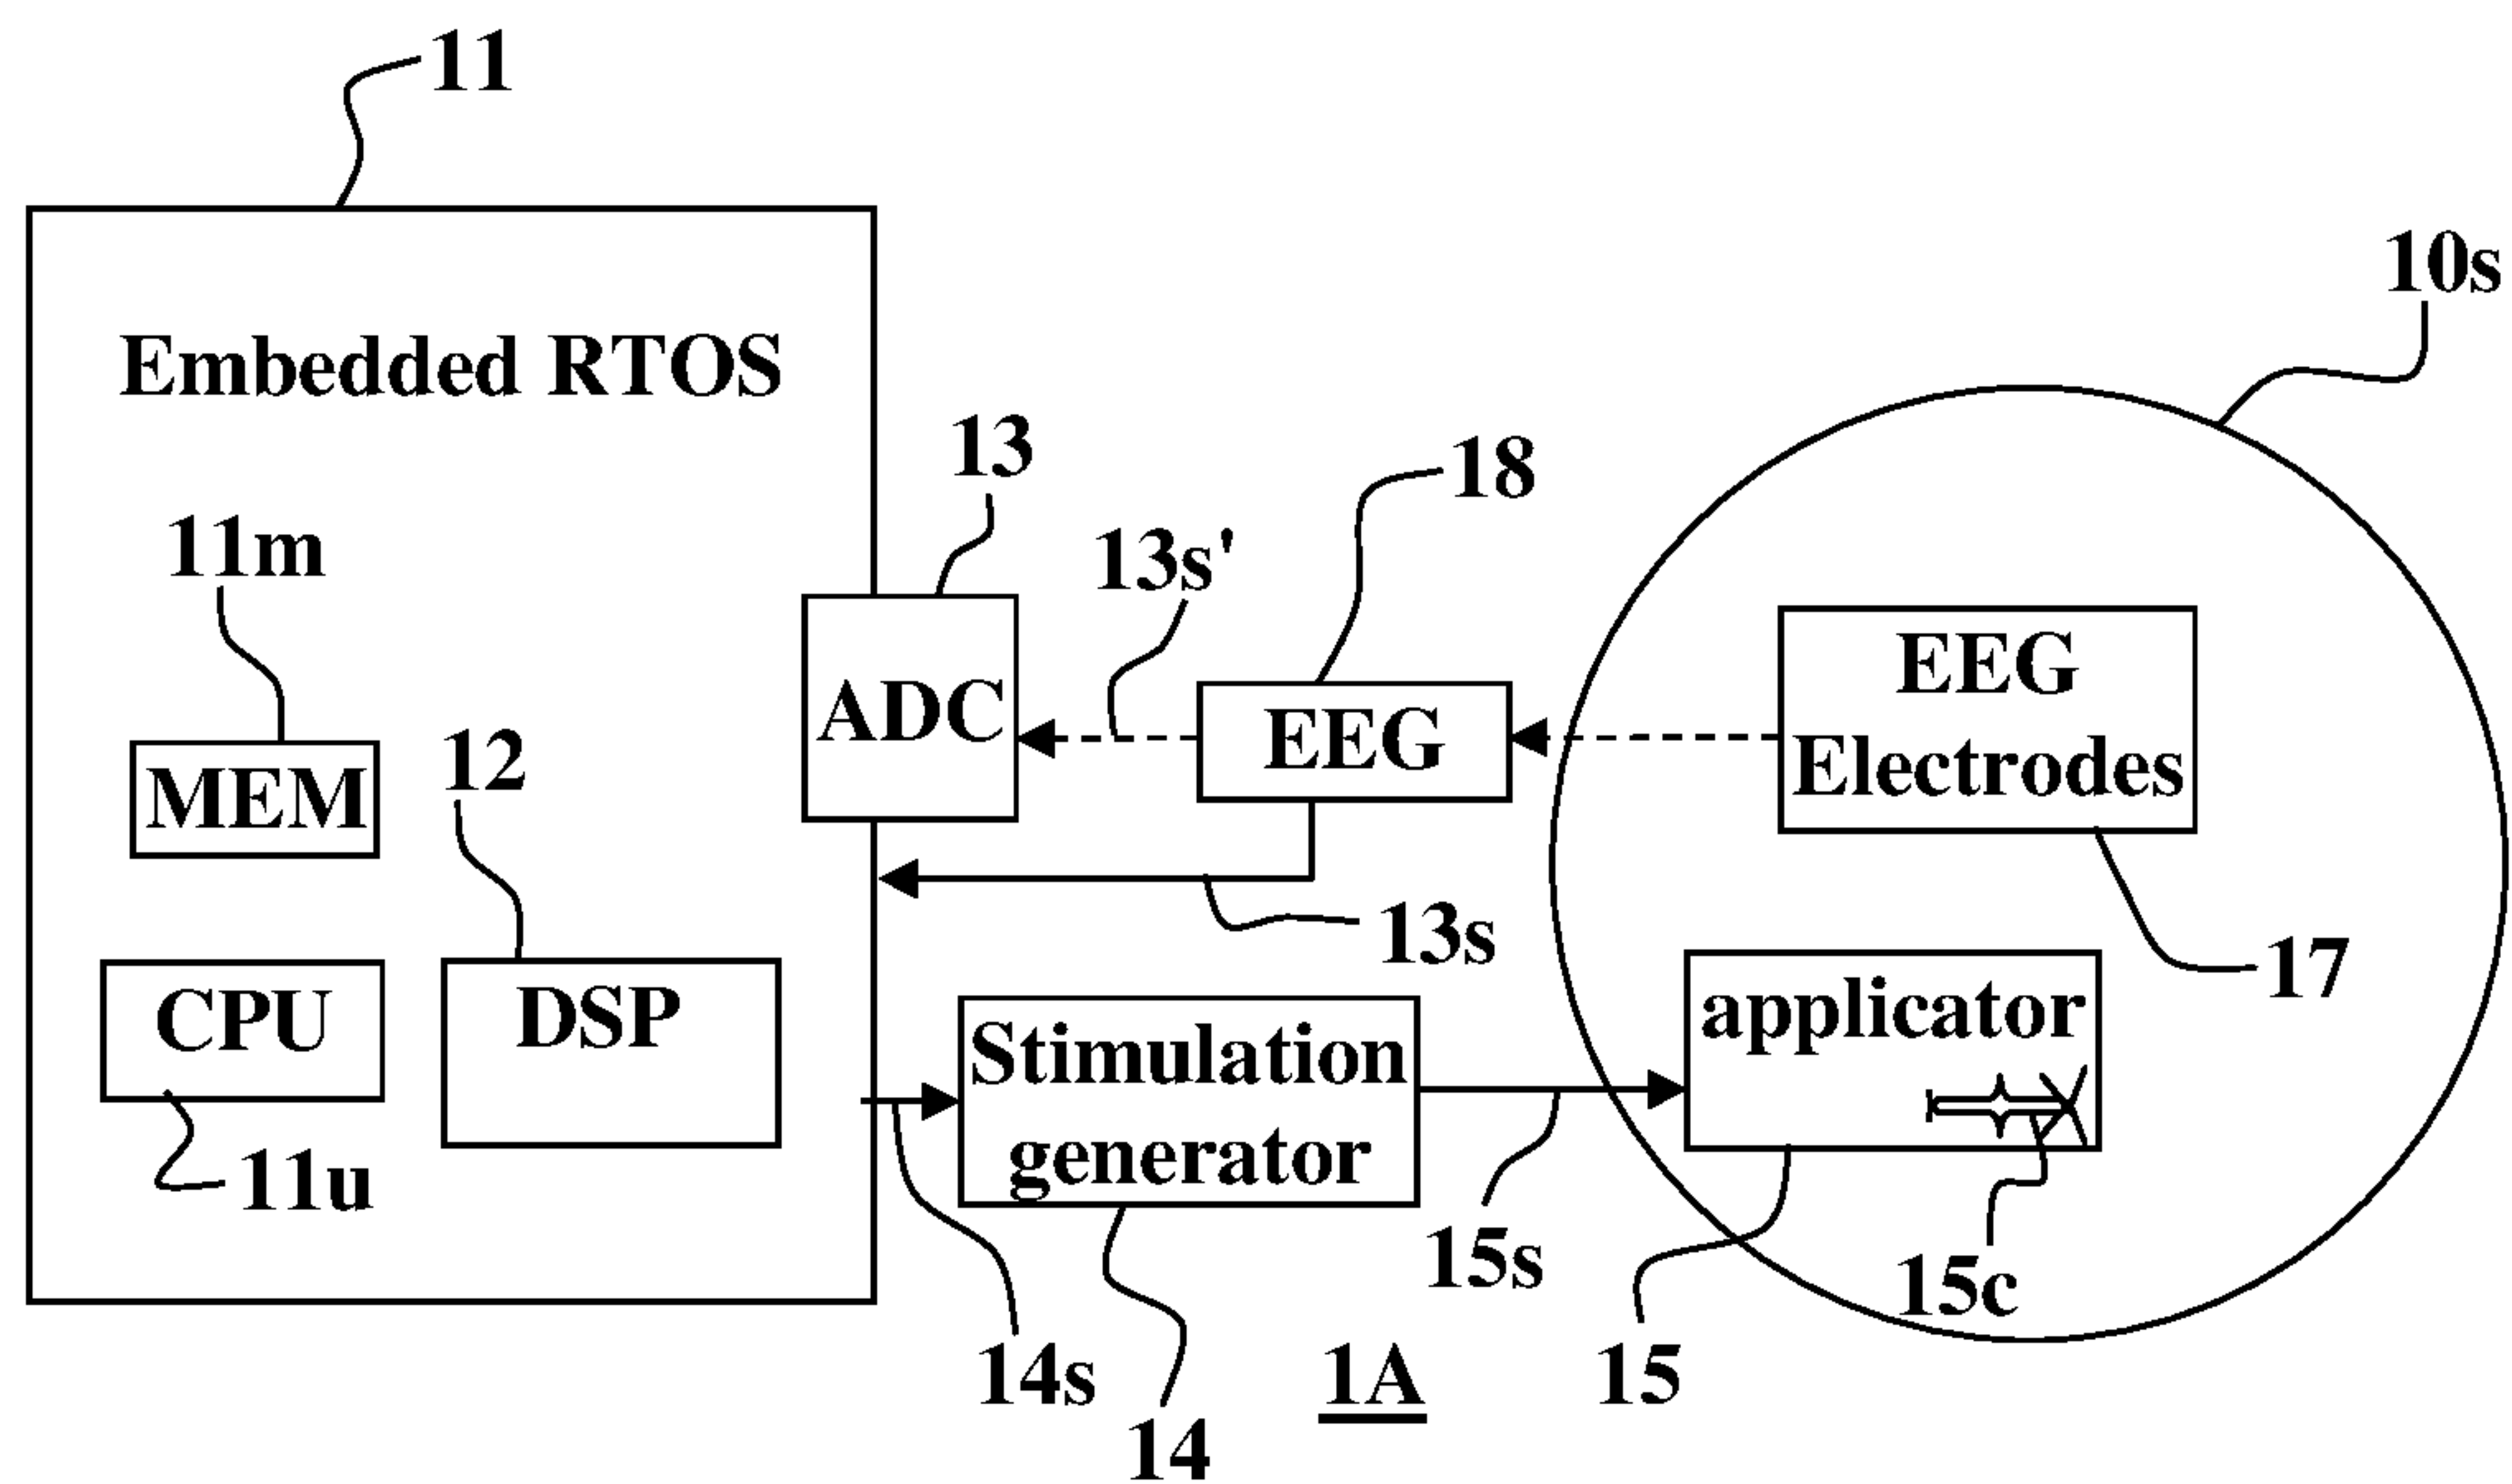 11
10s
Embedded RTOS
13
18
11m
13s'
EEG
Electrodes
ADC
EEG
12
MEM
13s
17
CPU
DSP
applicator
Stimulation
generator
11u
15s
15c
14s
1A
15
14